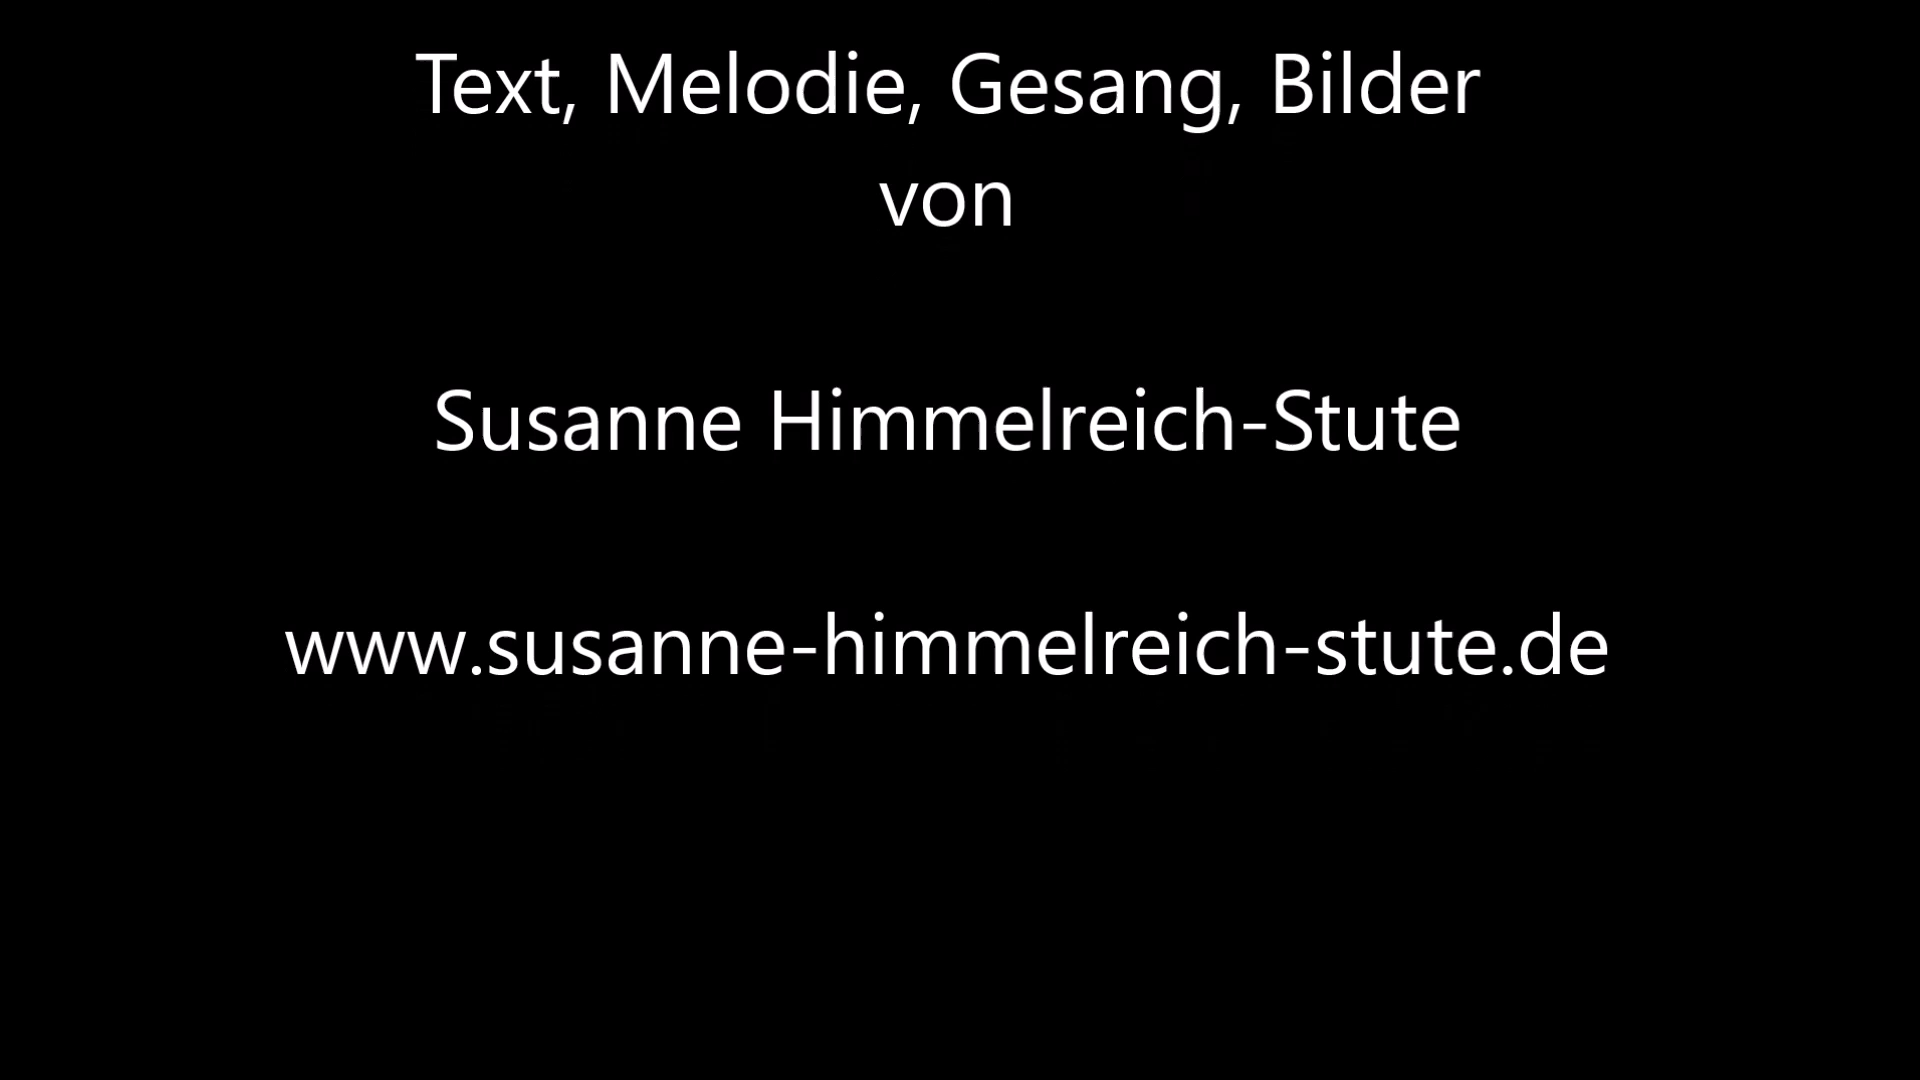 Text, Melodie, Gesang, Bilder
von
Susanne Himmelreich-Stute
www.susanne-himmelreich-stute.de